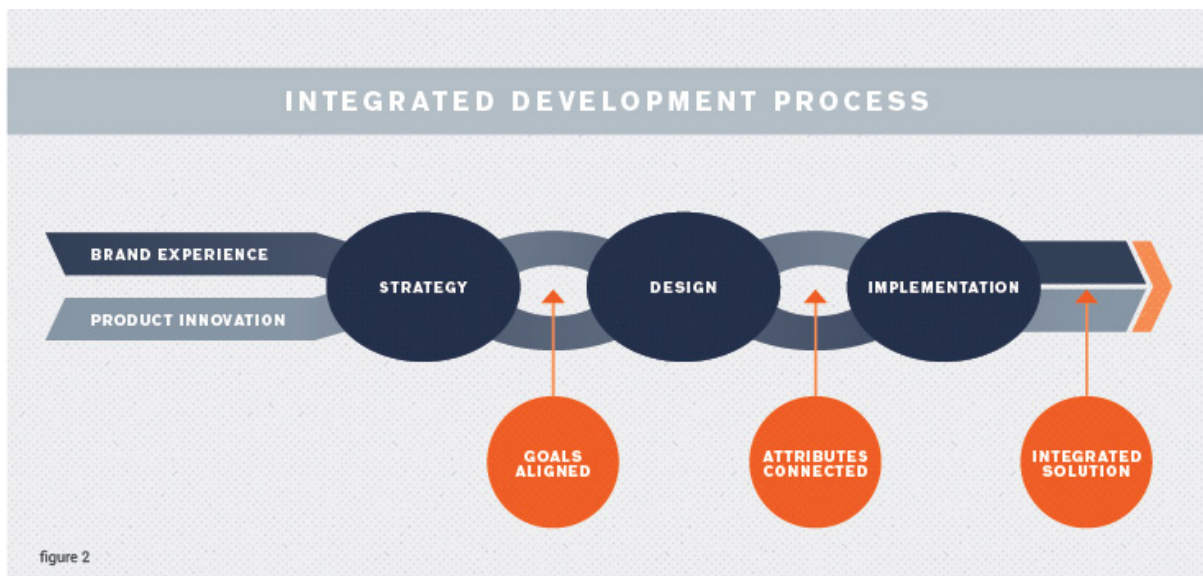 INTEGRATED DEVELOPMENT PROCESS
BRAND EXPERIENCE
PRODUCT INNOVATION
STRATEGY
DESIGN
IMPLEMENTATION
GOALS
ALIGNED
ATTRIBUTES
CONNECTED
INTEGRATED
SOLUTION
figure 2